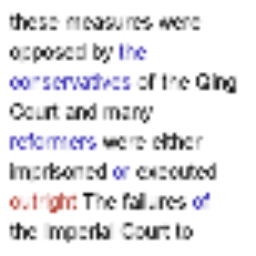 these measures were
opposed by the
conservatives of the Qing
Court and many
reformers were either
imprisoned or executed
outright The failures of
the Imperial Court to